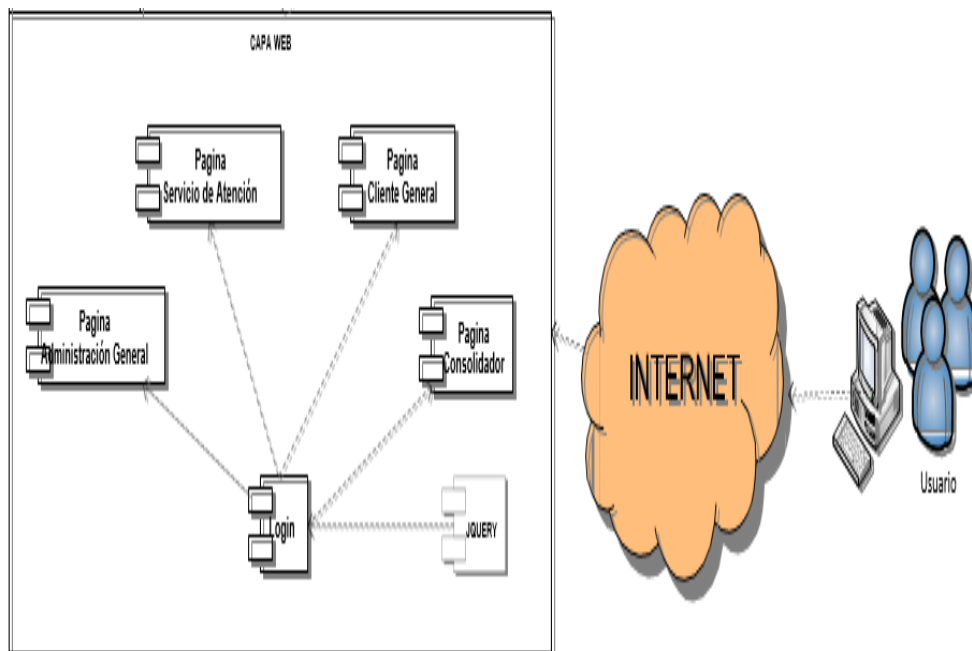 CAPA WEB
Pagina
Servicio de Atención
Pagina
Cliente General
Pagina
Administración General
Pagina
Consolidador
INTERNET
Usuario
Login
JQUERY